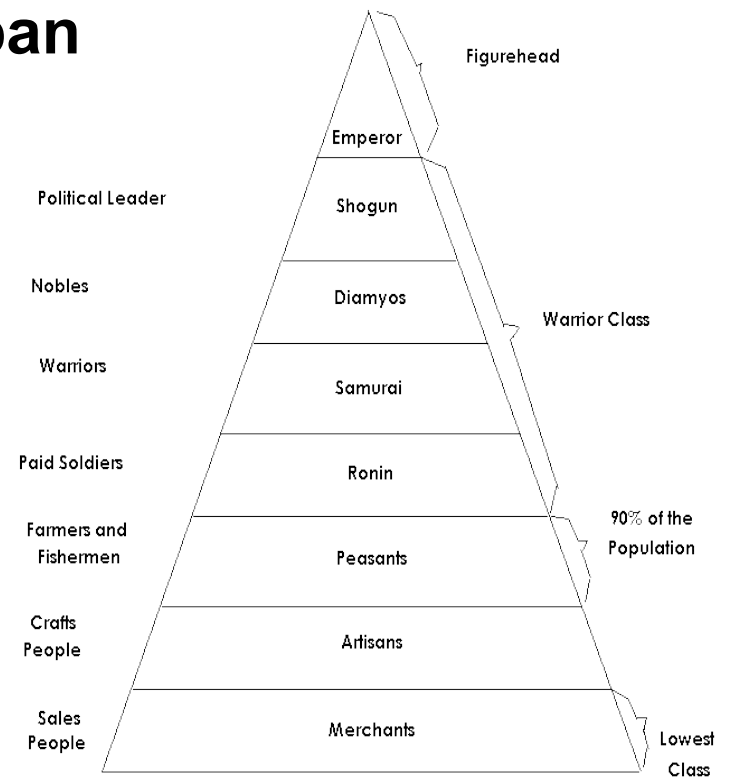 pan
Figurehead
Emperor
Political Leader
Shogun
Nobles
Diamyos
Warrior Class
Warriors
Samurai
Paid Soldiers
Ronin
90% of the
Population
Farmers and
Fishermen
Peasants
Crafts
People
Artisans
Sales
People
Merchants
Lowest
Class